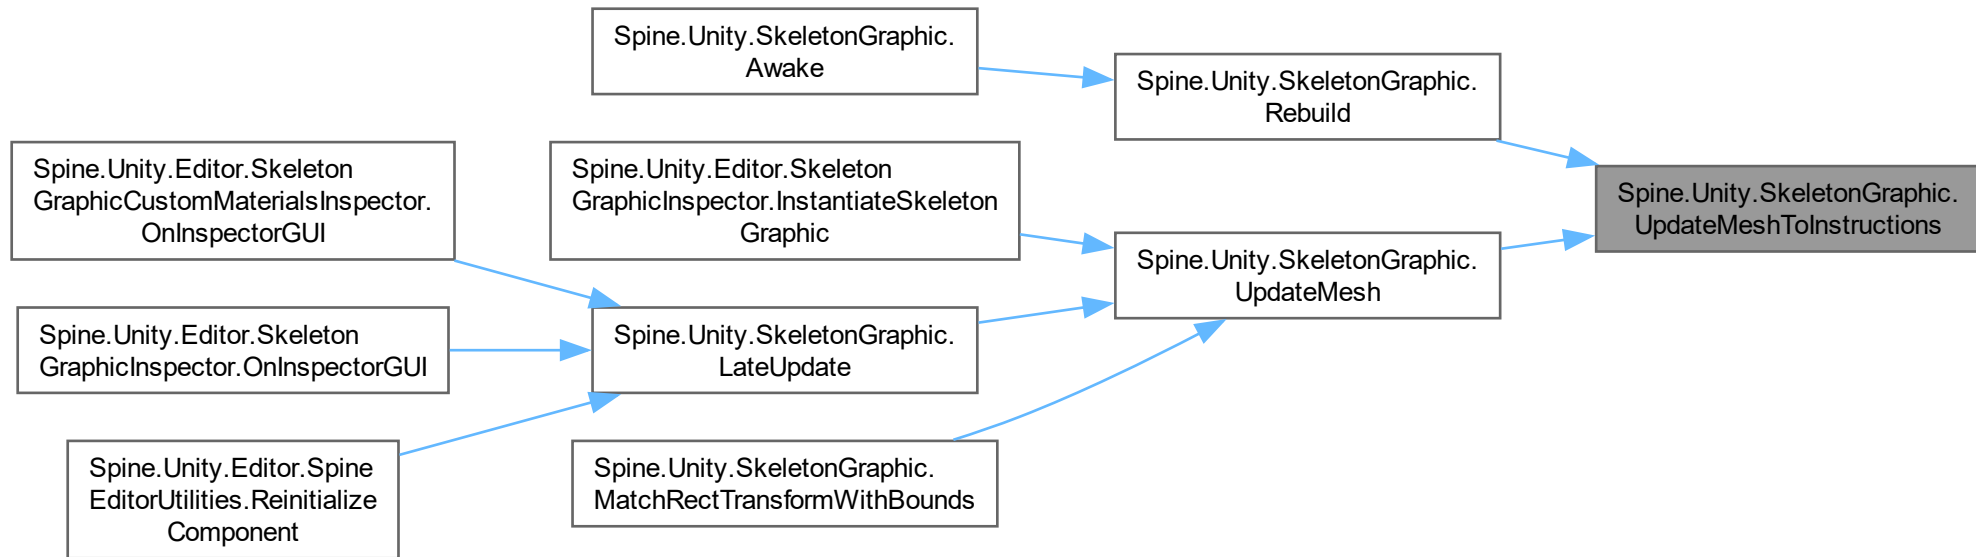 Spine.Unity.SkeletonGraphic.
Awake
Spine.Unity.SkeletonGraphic.
Rebuild
Spine.Unity.Editor.Skeleton
GraphicCustomMaterialsInspector.
OnInspectorGUI
Spine.Unity.Editor.Skeleton
GraphicInspector.InstantiateSkeleton
Graphic
Spine.Unity.SkeletonGraphic.
UpdateMeshToInstructions
Spine.Unity.SkeletonGraphic.
UpdateMesh
Spine.Unity.Editor.Skeleton
GraphicInspector.OnInspectorGUI
Spine.Unity.SkeletonGraphic.
LateUpdate
Spine.Unity.Editor.Spine
EditorUtilities.Reinitialize
Component
Spine.Unity.SkeletonGraphic.
MatchRectTransformWithBounds